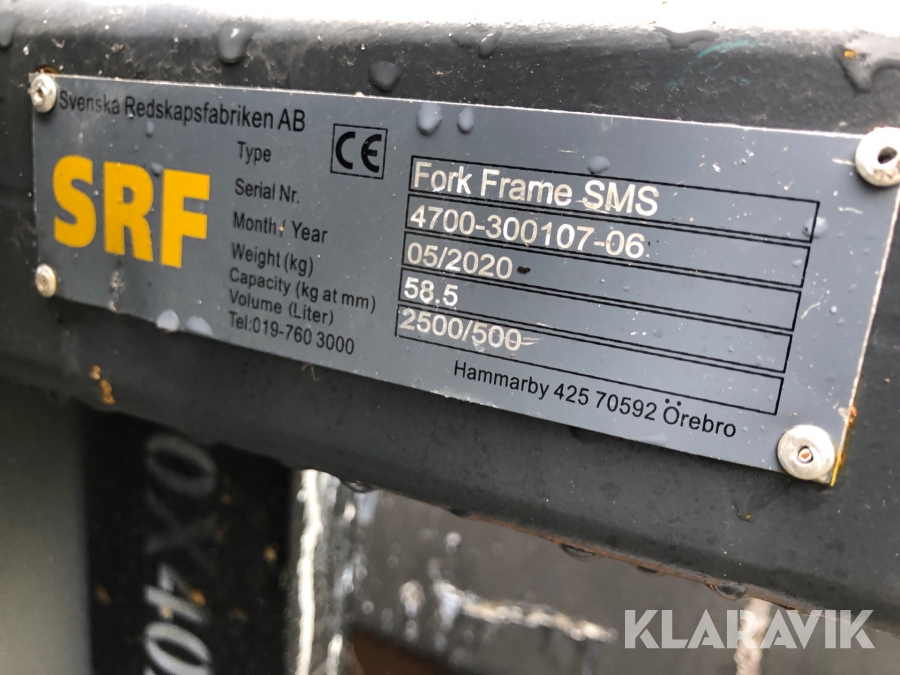 Svenska Redskapsfabriken AB
SRF
CE
Type Fork Frame SMS
Serial Nr. 4700-300107-06
Month / Year 05/2020
Weight (kg) 58.5
Capacity (kg at mm) 2500/500
Volume (Liter)
Tel:019-760 3000
Hammarby 425 70592 Örebro
KLARAVIK